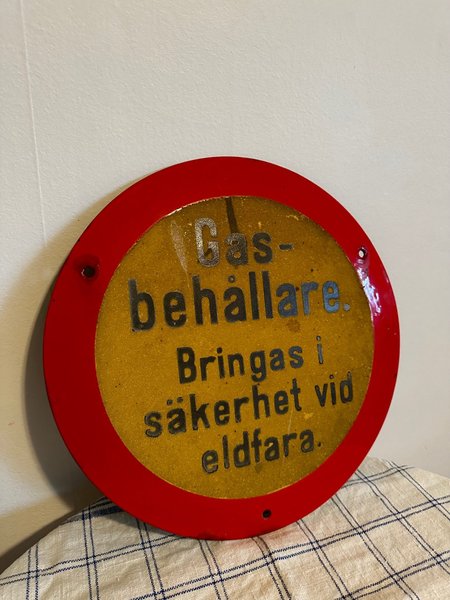 Gas-
behållare.
Bringas i
säkerhet vid
eldfara.